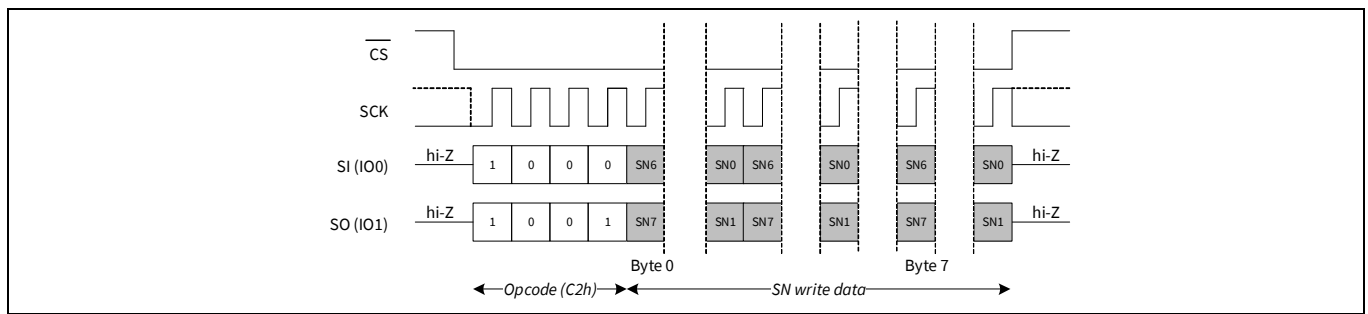 CS
SCK
SI (IO0) hi-Z 1 0 0 0 SN6 SN0 SN6 SN0 SN6 SN0 hi-Z
SO (IO1) hi-Z 1 0 0 1 SN7 SN1 SN7 SN1 SN7 SN1 hi-Z
Byte 0 Byte 7
Opcode (C2h) SN write data